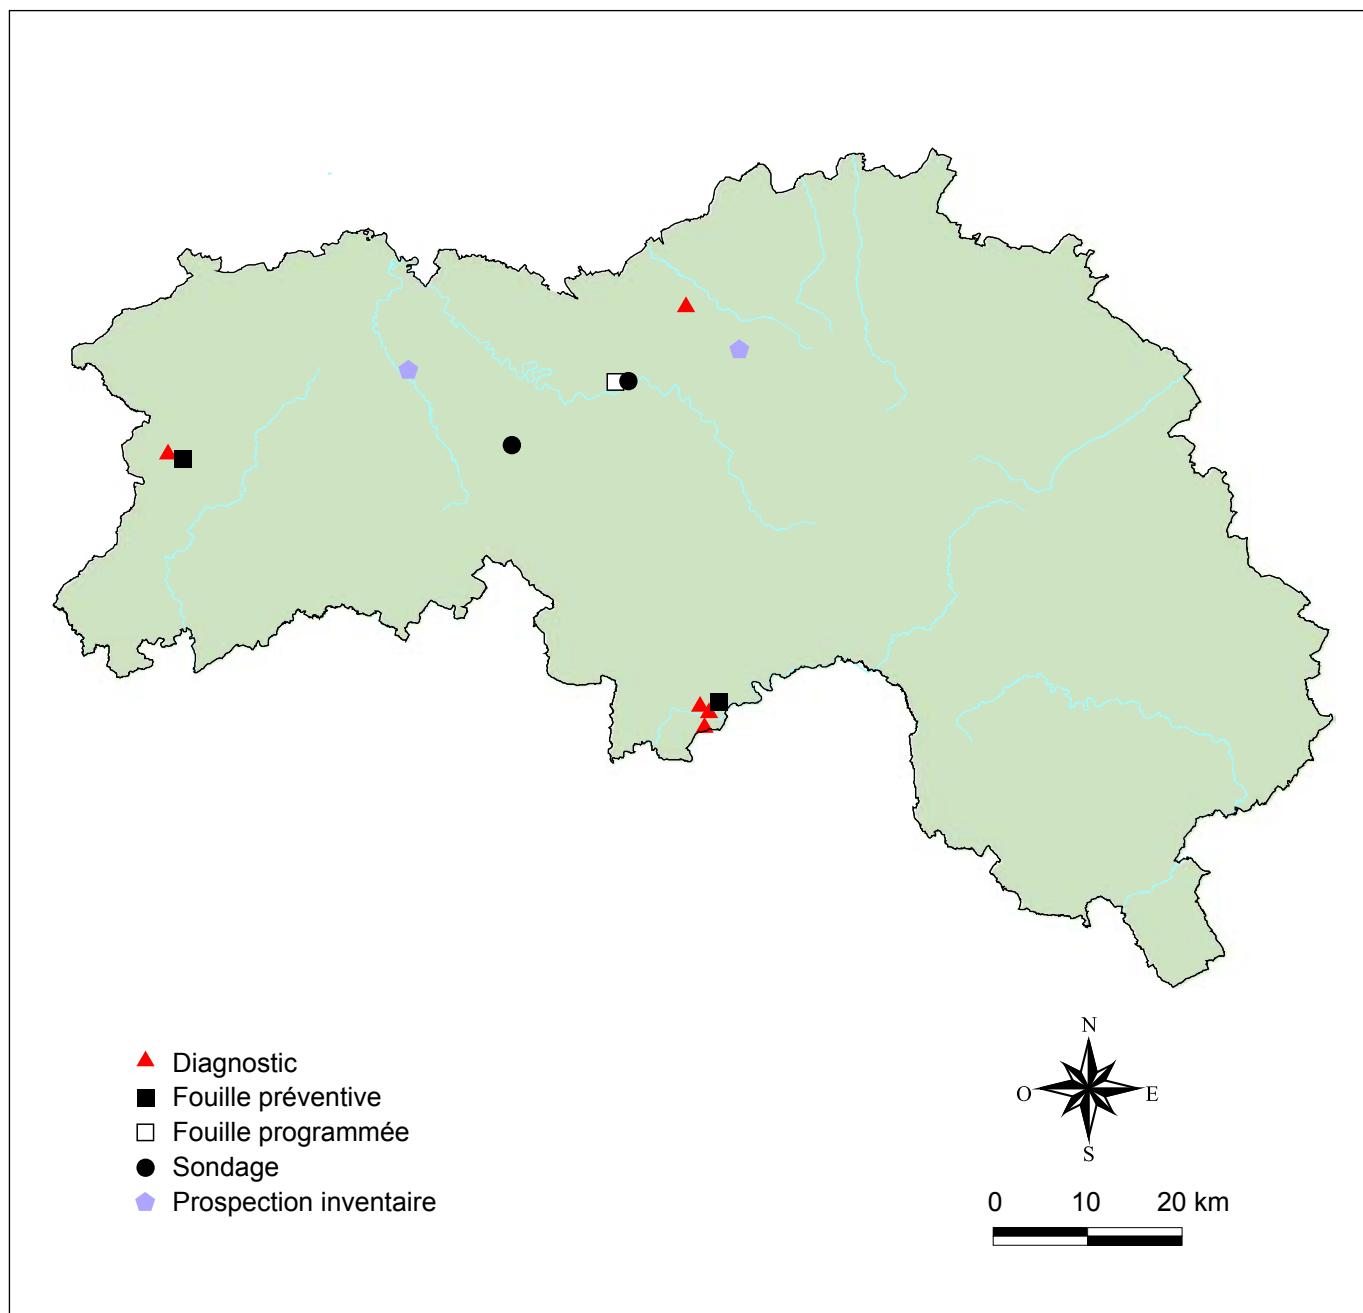 Diagnostic
Fouille préventive
Fouille programmée
Sondage
Prospection inventaire
N
O E
S
0 10 20 km